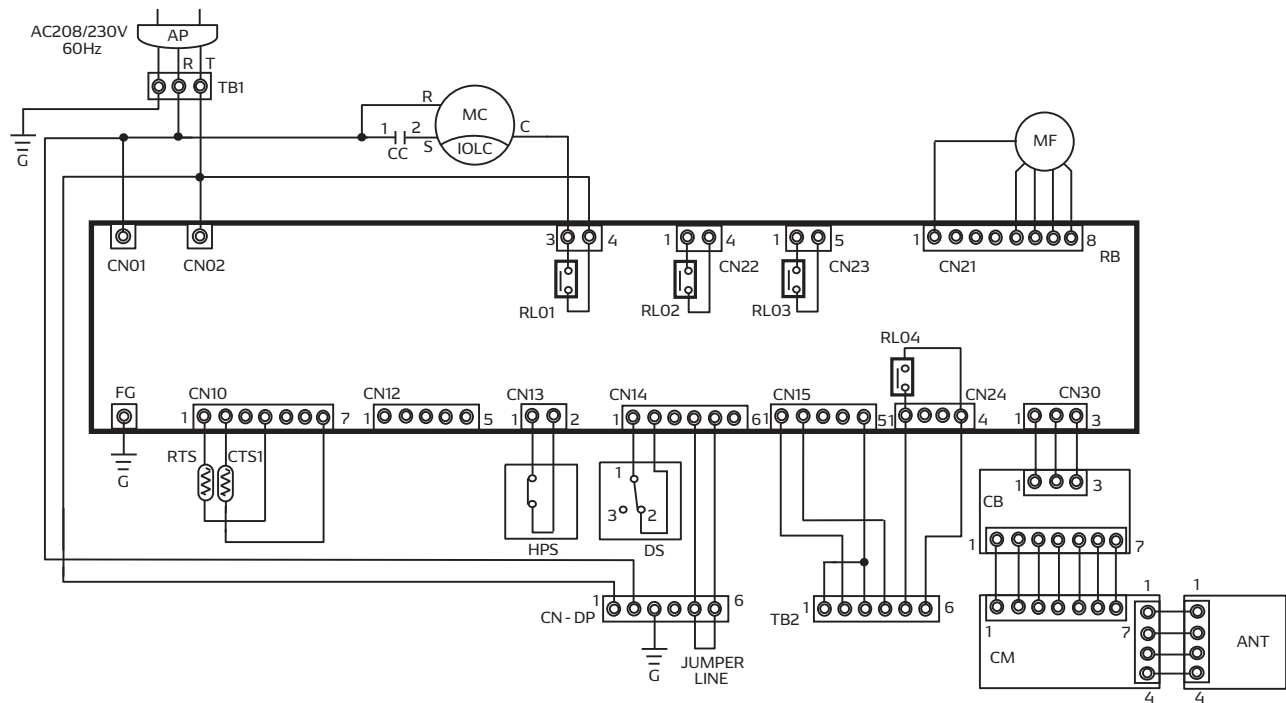 AC208/230V
60Hz
AP
R T
TB1
G
R
MC
1 2
CC
S
IOLC
C
MF
CN01
CN02
3 4
1 4
CN22
1 5
CN23
1 8
CN21
RB
RL01
RL02
RL03
RL04
FG
CN10
1 7
CN12
1 5
CN13
1 2
CN14
1 6
CN15
1 5
1 4
CN24
CN30
1 3
G
RTS
CTS1
HPS
1
3 2
DS
1 3
CB
1 7
1 6
CN-DP
G
JUMPER
LINE
TB2
1 6
1 7
CM
1
4
1
4
ANT